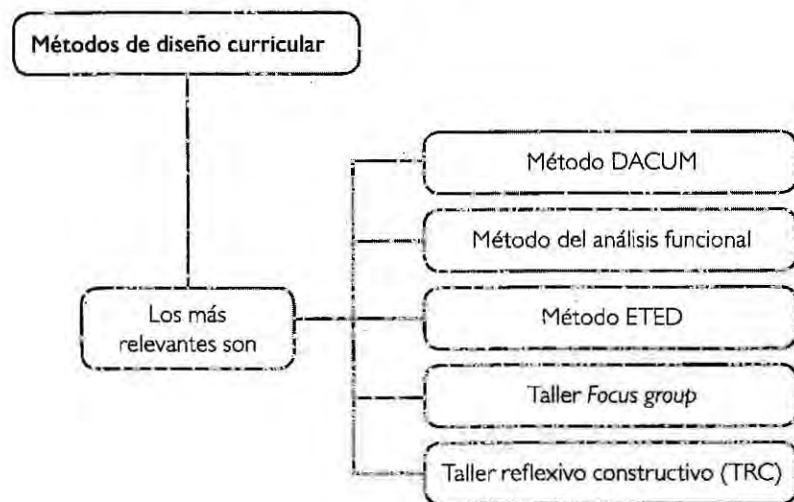 Métodos de diseño curricular
Método DACUM
Método del análisis funcional
Los más
relevantes son
Método ETED
Taller Focus group
Taller reflexivo constructivo (TRC)